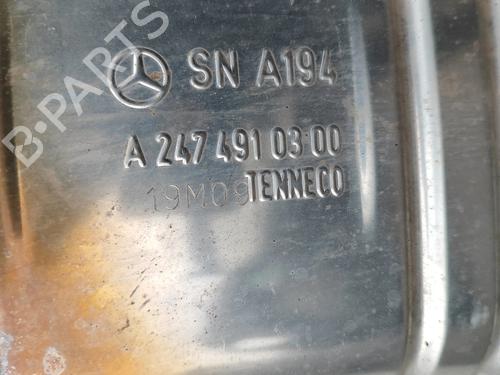 SN A194
A 247 491 03 00
19M09 TENNECO
B-PARTS